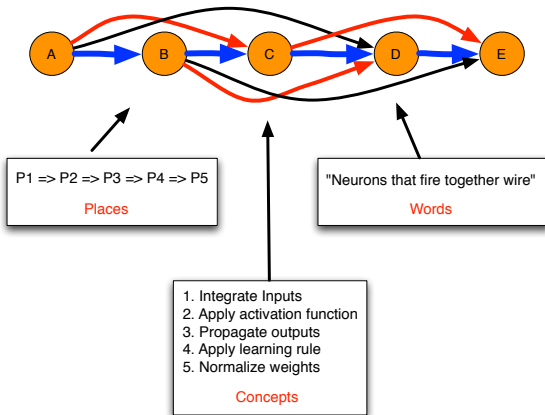 A B C D E
P1 => P2 => P3 => P4 => P5
Places
"Neurons that fire together wire"
Words
1. Integrate Inputs
2. Apply activation function
3. Propagate outputs
4. Apply learning rule
5. Normalize weights
Concepts